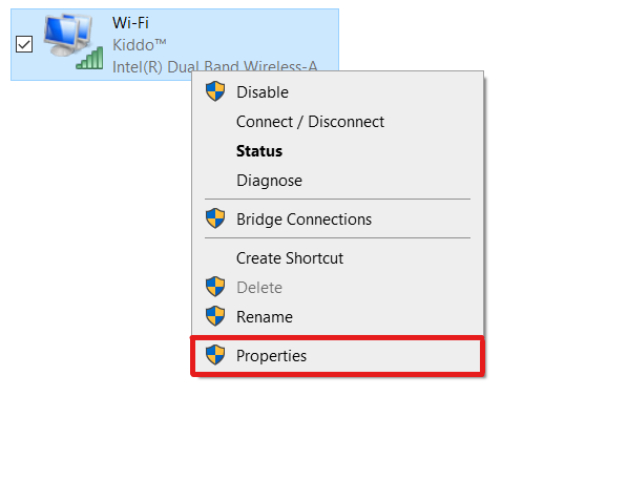 Wi-Fi
Kiddo™
Intel(R) Dual Band Wireless-A
Disable
Connect / Disconnect
Status
Diagnose
Bridge Connections
Create Shortcut
Delete
Rename
Properties